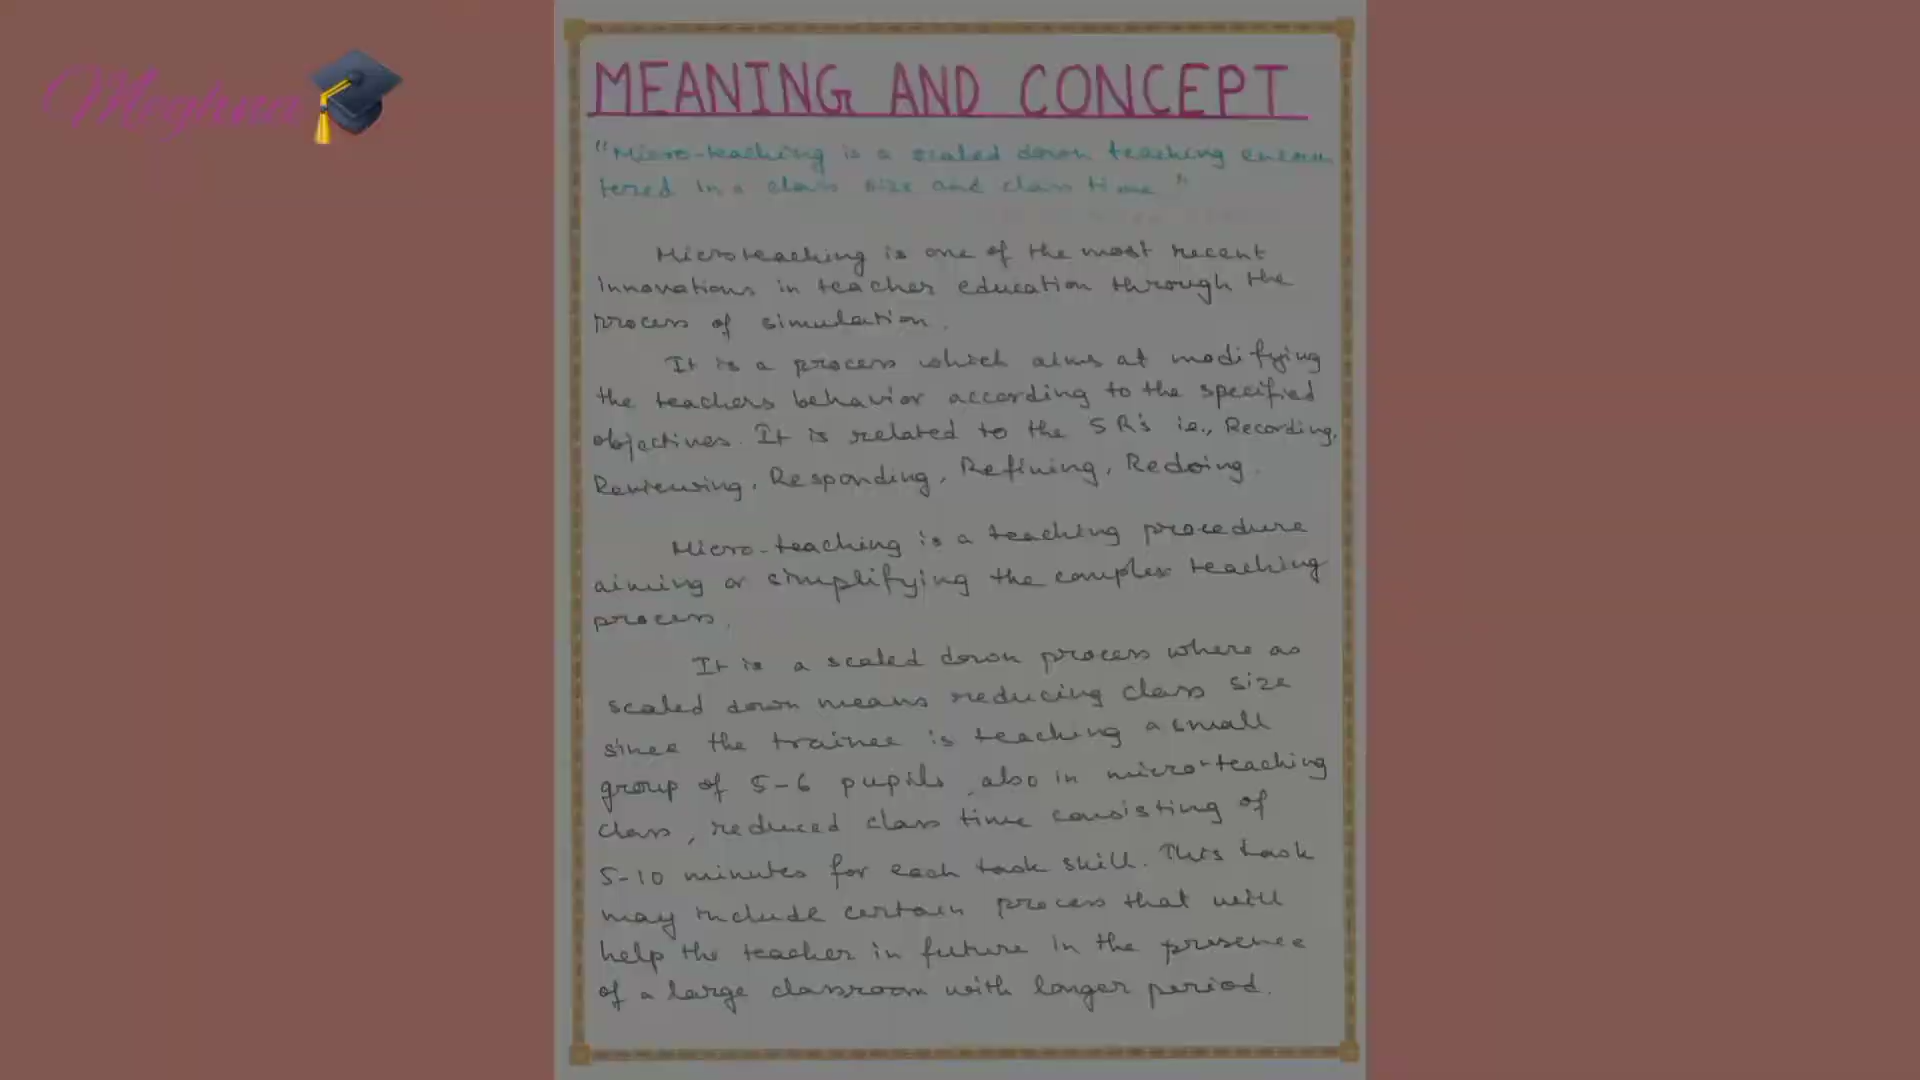 Meghna
MEANING AND CONCEPT
"Micro-teaching is a scaled down teaching encoun
tered in a class size and class time."
Microteaching is one of the most recent
innovations in teacher education through the
process of simulation.
It is a process which aims at modifying
the teachers behavior according to the specified
objectives. It is related to the 5 R's i.e., Recording,
Reviewing, Responding, Refining, Redoing.
Micro-teaching is a teaching procedure
aiming or simplifying the complex teaching
process.
It is a scaled down process where as
scaled down means reducing class size
since the trainee is teaching a small
group of 5-6 pupils, also in micro-teaching
class, reduced class time consisting of
5-10 minutes for each task skill. This task
may include certain process that will
help the teacher in future in the presence
of a large classroom with longer period.